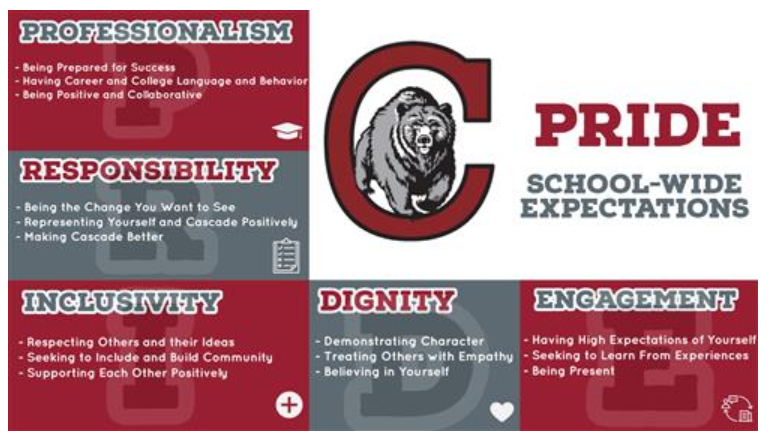 PROFESSIONALISM
- Being Prepared for Success
- Having Career and College Language and Behavior
- Being Positive and Collaborative
P
RESPONSIBILITY
- Being the Change You Want to See
- Representing Yourself and Cascade Positively
- Making Cascade Better
R
INCLUSIVITY
- Respecting Others and their Ideas
- Seeking to Include and Build Community
- Supporting Each Other Positively
I
DIGNITY
- Demonstrating Character
- Treating Others with Empathy
- Believing in Yourself
D
ENGAGEMENT
- Having High Expectations of Yourself
- Seeking to Learn From Experiences
- Being Present
E
C
PRIDE
SCHOOL-WIDE
EXPECTATIONS